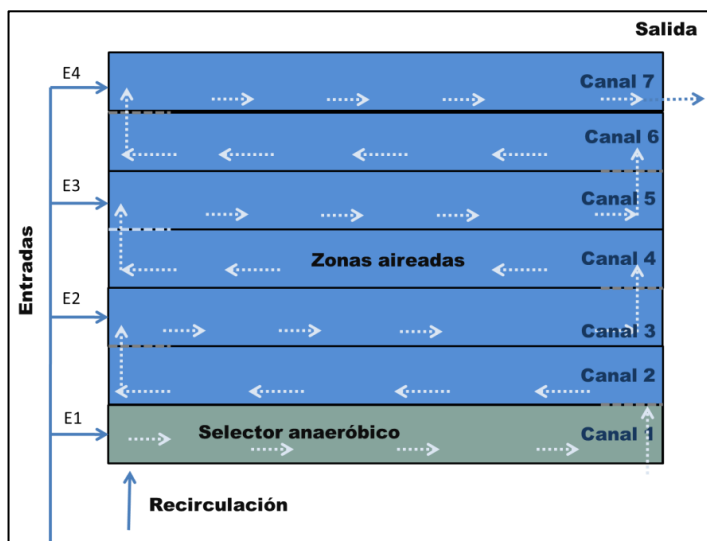 Salida
E4
Canal 7
Canal 6
E3
Canal 5
Zonas aireadas
Canal 4
Entradas
E2
Canal 3
Canal 2
E1
Selector anaeróbico
Canal 1
Recirculación